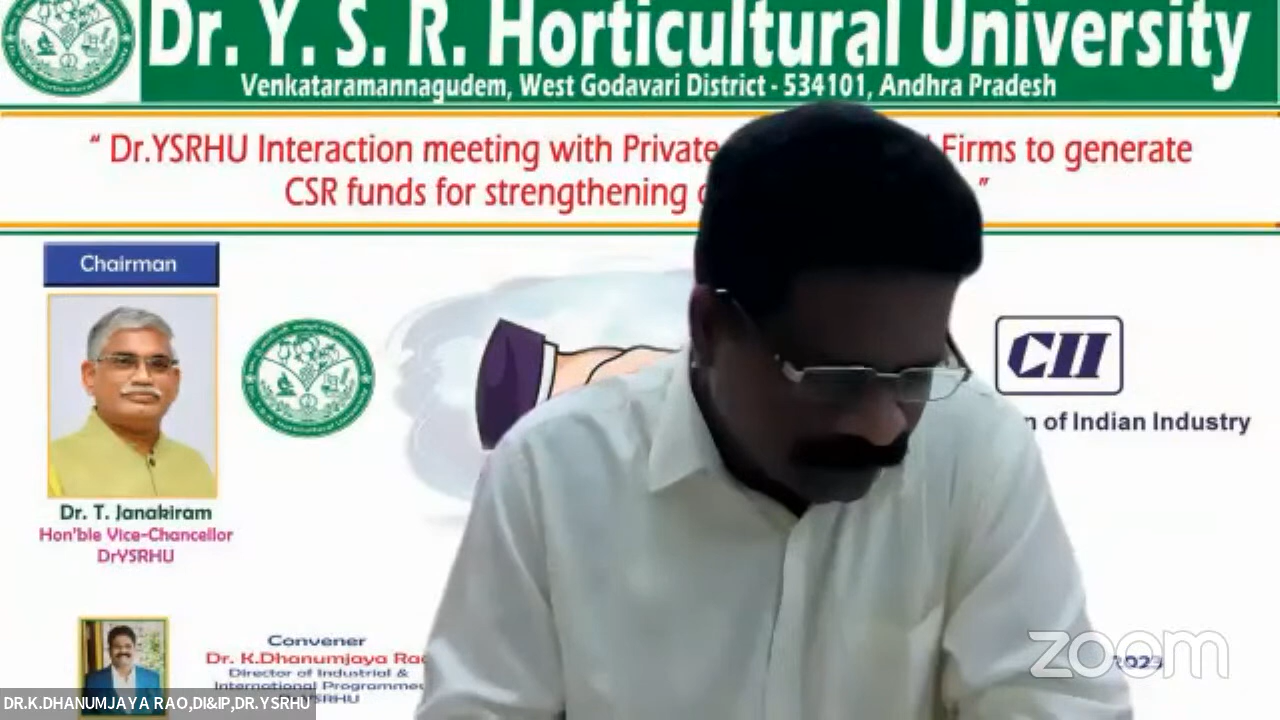 Dr. Y. S. R. Horticultural University
Venkataramannagudem, West Godavari District - 534101, Andhra Pradesh
“ Dr.YSRHU Interaction meeting with Private Firms to generate
CSR funds for strengthening ”
Chairman
CII
of Indian Industry
Dr. T. Janakiram
Hon'ble Vice-Chancellor
DrYSRHU
Convener
Dr. K.Dhanumjaya Rao
Director of Industrial &
International Programmes
2023
zoom
DR.K.DHANUMJAYA RAO,DI&IP,DR.YSRHU